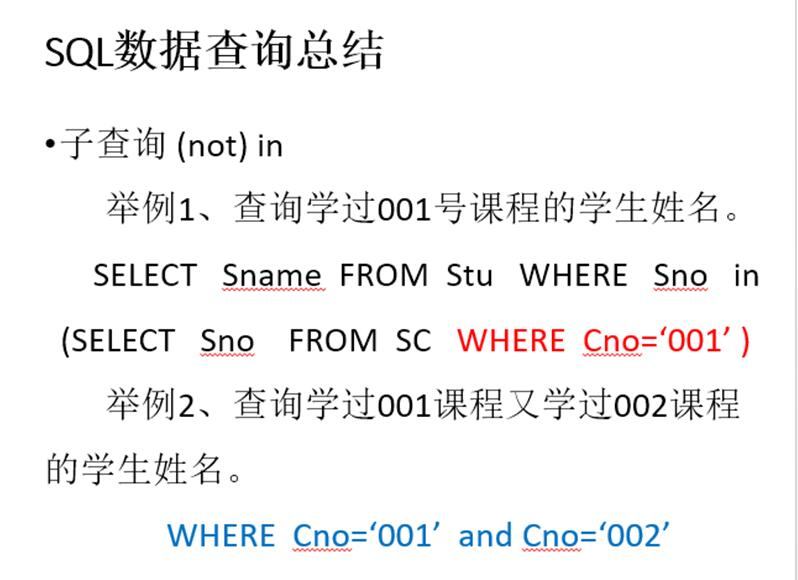 SQL数据查询总结
•子查询 (not) in
举例1、查询学过001号课程的学生姓名。
SELECT Sname FROM Stu WHERE Sno in
(SELECT Sno FROM SC WHERE Cno=‘001’ )
举例2、查询学过001课程又学过002课程
的学生姓名。
WHERE Cno=‘001’ and Cno=‘002’